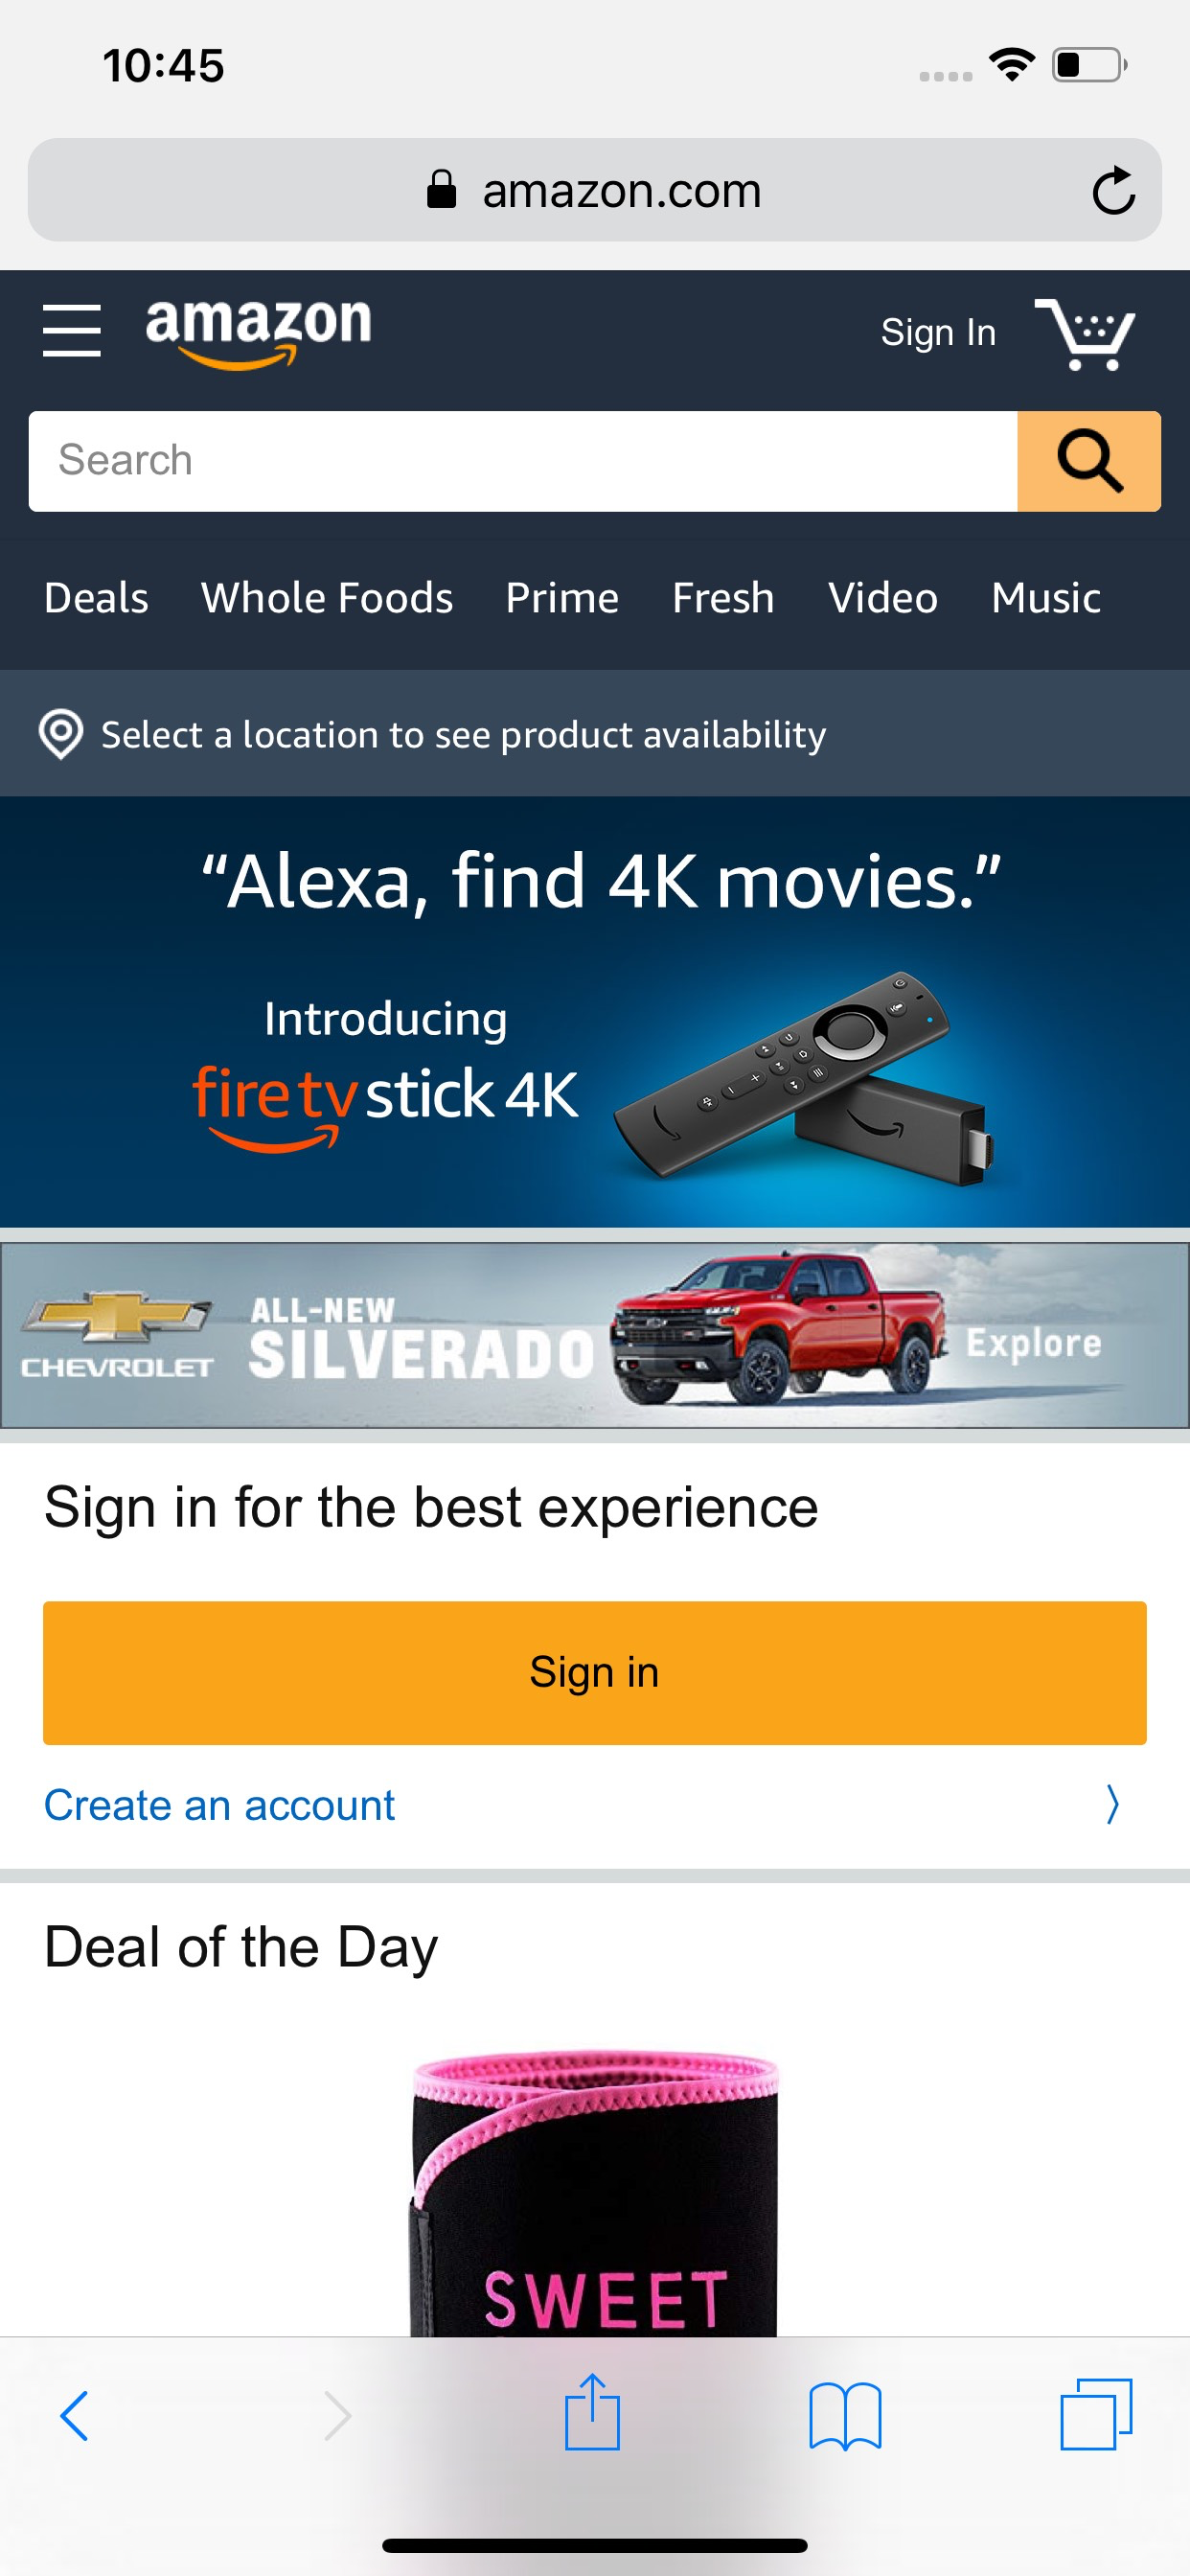 10:45
amazon.com
amazon
Sign In
Search
Deals Whole Foods Prime Fresh Video Music
Select a location to see product availability
“Alexa, find 4K movies.”
Introducing
fire tv stick 4K
CHEVROLET
ALL-NEW
SILVERADO
Explore
Sign in for the best experience
Sign in
Create an account
Deal of the Day
SWEET